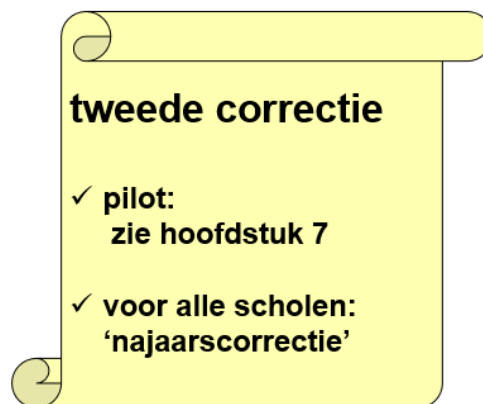 tweede correctie
✓ pilot:
zie hoofdstuk 7
✓ voor alle scholen:
‘najaarscorrectie’